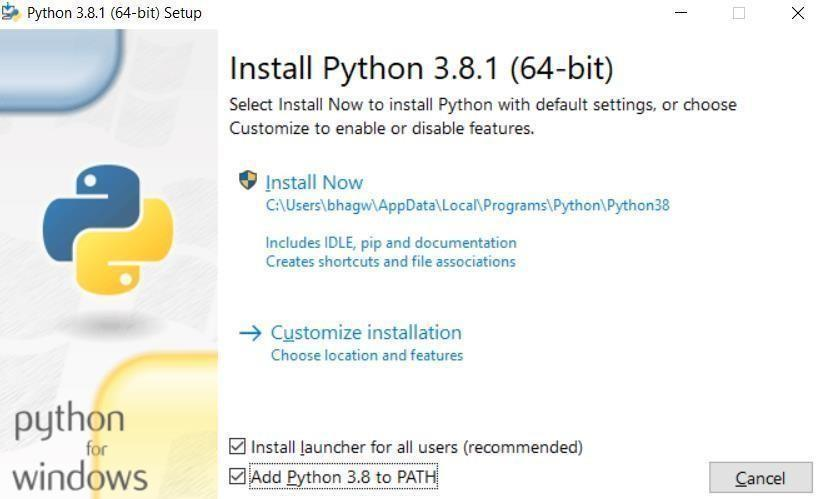 Python 3.8.1 (64-bit) Setup
Install Python 3.8.1 (64-bit)
Select Install Now to install Python with default settings, or choose
Customize to enable or disable features.
Install Now
C:\Users\bhagw\AppData\Local\Programs\Python\Python38
Includes IDLE, pip and documentation
Creates shortcuts and file associations
Customize installation
Choose location and features
python
for
windows
Install launcher for all users (recommended)
Add Python 3.8 to PATH
Cancel